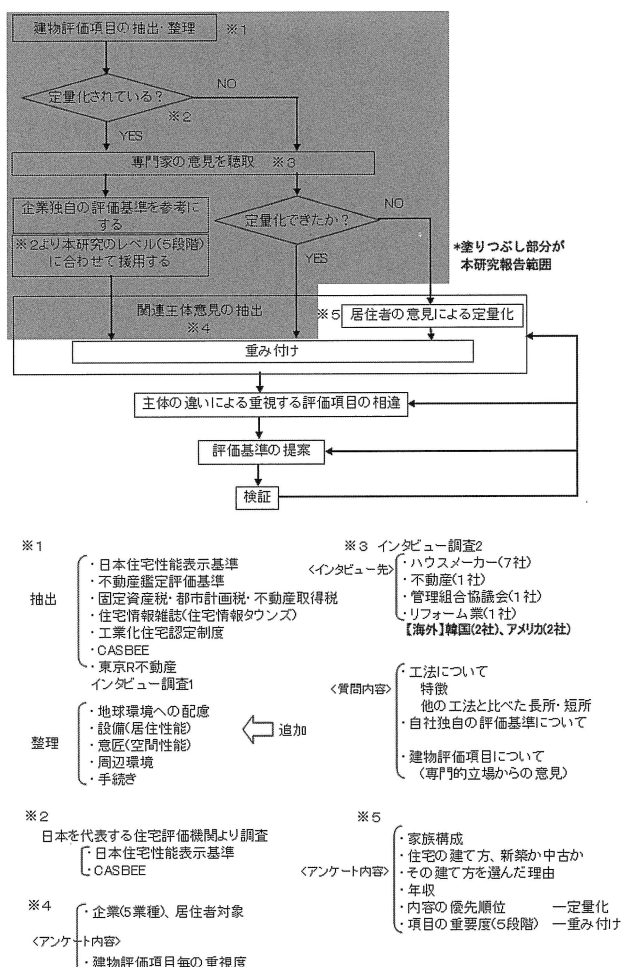 建物評価項目の抽出・整理 ※1
定量化されている?
※2
NO
YES
専門家の意見を聴取 ※3
企業独自の評価基準を参考に
する
※2より本研究のレベル(5段階)
に合わせて援用する
定量化できたか?
NO
YES
*塗りつぶし部分が
本研究報告範囲
関連主体意見の抽出
※4
※5 居住者の意見による定量化
重み付け
主体の違いによる重視する評価項目の相違
評価基準の提案
検証
※1
抽出
・日本住宅性能表示基準
・不動産鑑定評価基準
・固定資産税・都市計画税・不動産取得税
・住宅情報雑誌(住宅情報タウンズ)
・工業化住宅認定制度
・CASBEE
・東京R不動産
インタビュー調査1
整理
・地球環境への配慮
・設備(居住性能)
・意匠(空間性能)
・周辺環境
・手続き
追加
※3 インタビュー調査2
<インタビュー先>
・ハウスメーカー(7社)
・不動産(1社)
・管理組合協議会(1社)
・リフォーム業(1社)
【海外】韓国(2社)、アメリカ(2社)
<質問内容>
・工法について
特徴
他の工法と比べた長所・短所
・自社独自の評価基準について
・建物評価項目について
(専門的立場からの意見)
※2
日本を代表する住宅評価機関より調査
・日本住宅性能表示基準
・CASBEE
※4
・企業(5業種)、居住者対象
<アンケート内容>
・建物評価項目毎の重視度
※5
<アンケート内容>
・家族構成
・住宅の建て方、新築か中古か
・その建て方を選んだ理由
・年収
・内容の優先順位 ―定量化
・項目の重要度(5段階) ―重み付け